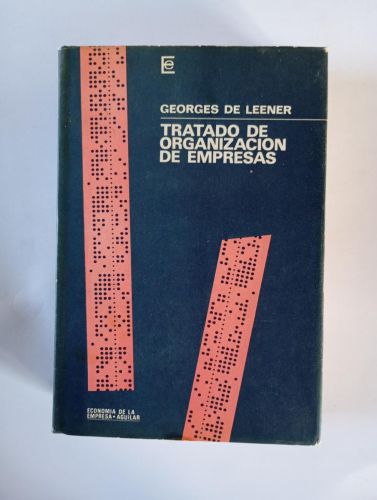 GEORGES DE LEENER
TRATADO DE
ORGANIZACION
DE EMPRESAS
ECONOMIA DE LA
EMPRESA • AGUILAR